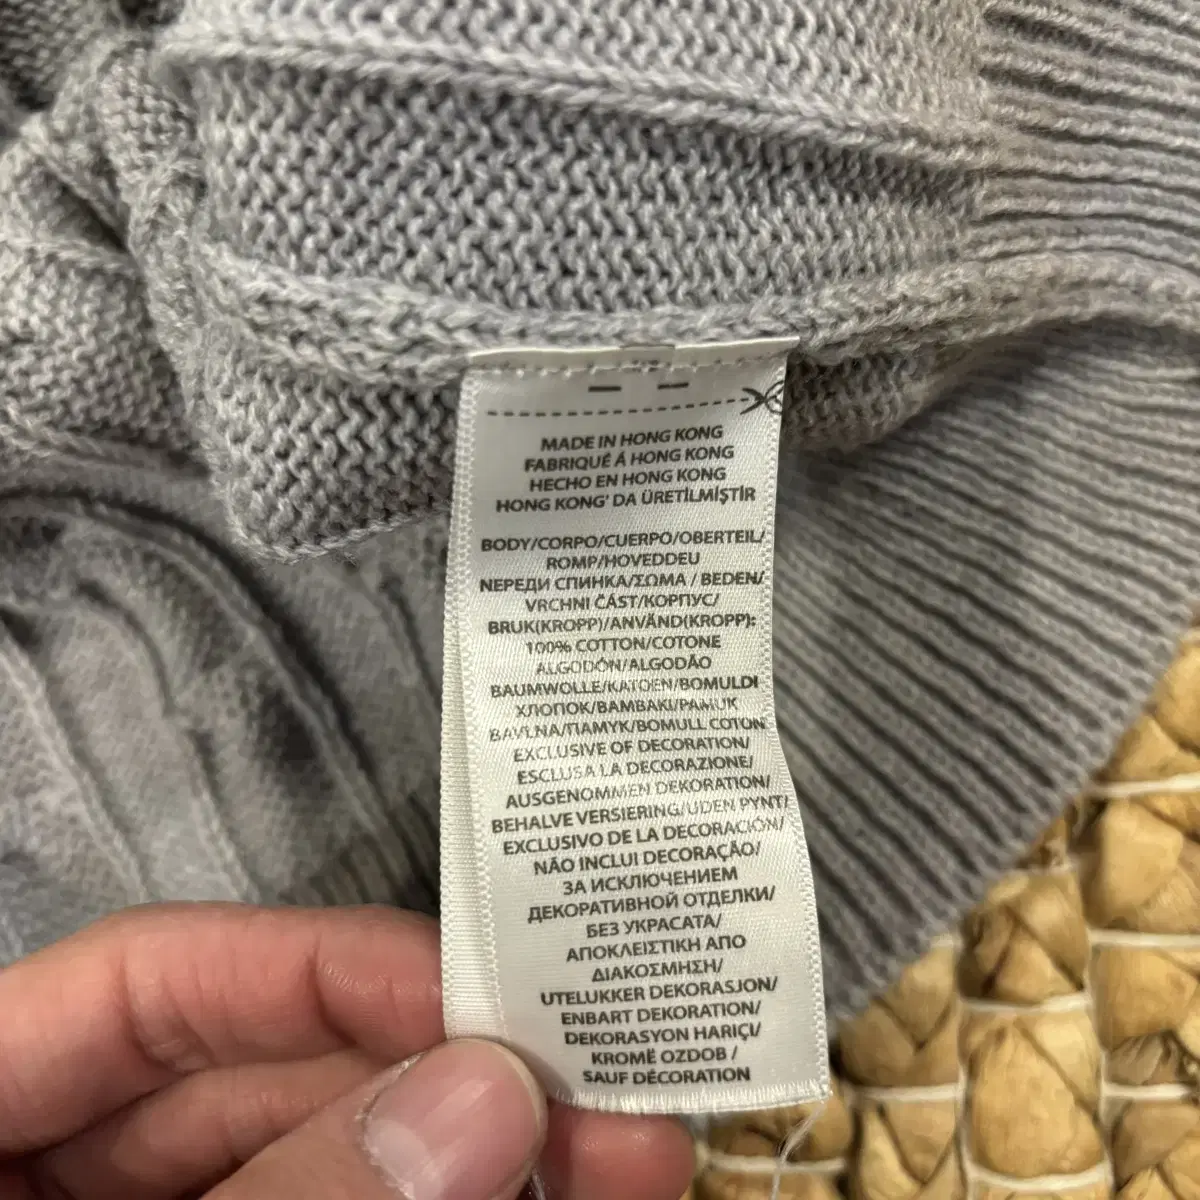 MADE IN HONG KONG
FABRIQUÉ Á HONG KONG
HECHO EN HONG KONG
HONG KONG' DA ÜRETİLMİŞTİR
BODY/CORPO/CUERPO/OBERTEIL/
ROMP/HOVEDDEU
NЕРЕДИ СПИНКА/ΣΩΜΑ / BEDEN/
VRCHNI ČÁST/КОРПУС/
BRUK(KROPP)/ANVÄND(KROPP):
100% COTTON/COTONE
ALGODÓN/ALGODÃO
BAUMWOLLE/KATOEN/BOMULDI
ХЛОПОК/ΒΑΜΒΑΚΙ/PAMUK
BAVLNA/ПАМУК/BOMULL COTON
EXCLUSIVE OF DECORATION/
ESCLUSA LA DECORAZIONE/
AUSGENOMMEN DEKORATION/
BEHALVE VERSIERING/UDEN PYNT/
EXCLUSIVO DE LA DECORACIÓN/
NÃO INCLUI DECORAÇÃO/
ЗА ИСКЛЮЧЕНИЕМ
ДЕКОРАТИВНОЙ ОТДЕЛКИ/
БЕЗ УКРАСАТА/
ΑΠΟΚΛΕΙΣΤΙΚΗ ΑΠΟ
ΔΙΑΚΟΣΜΗΣΗ/
UTELUKKER DEKORASJON/
ENBART DEKORATION/
DEKORASYON HARIÇI/
KROMĚ OZDOB /
SAUF DÉCORATION